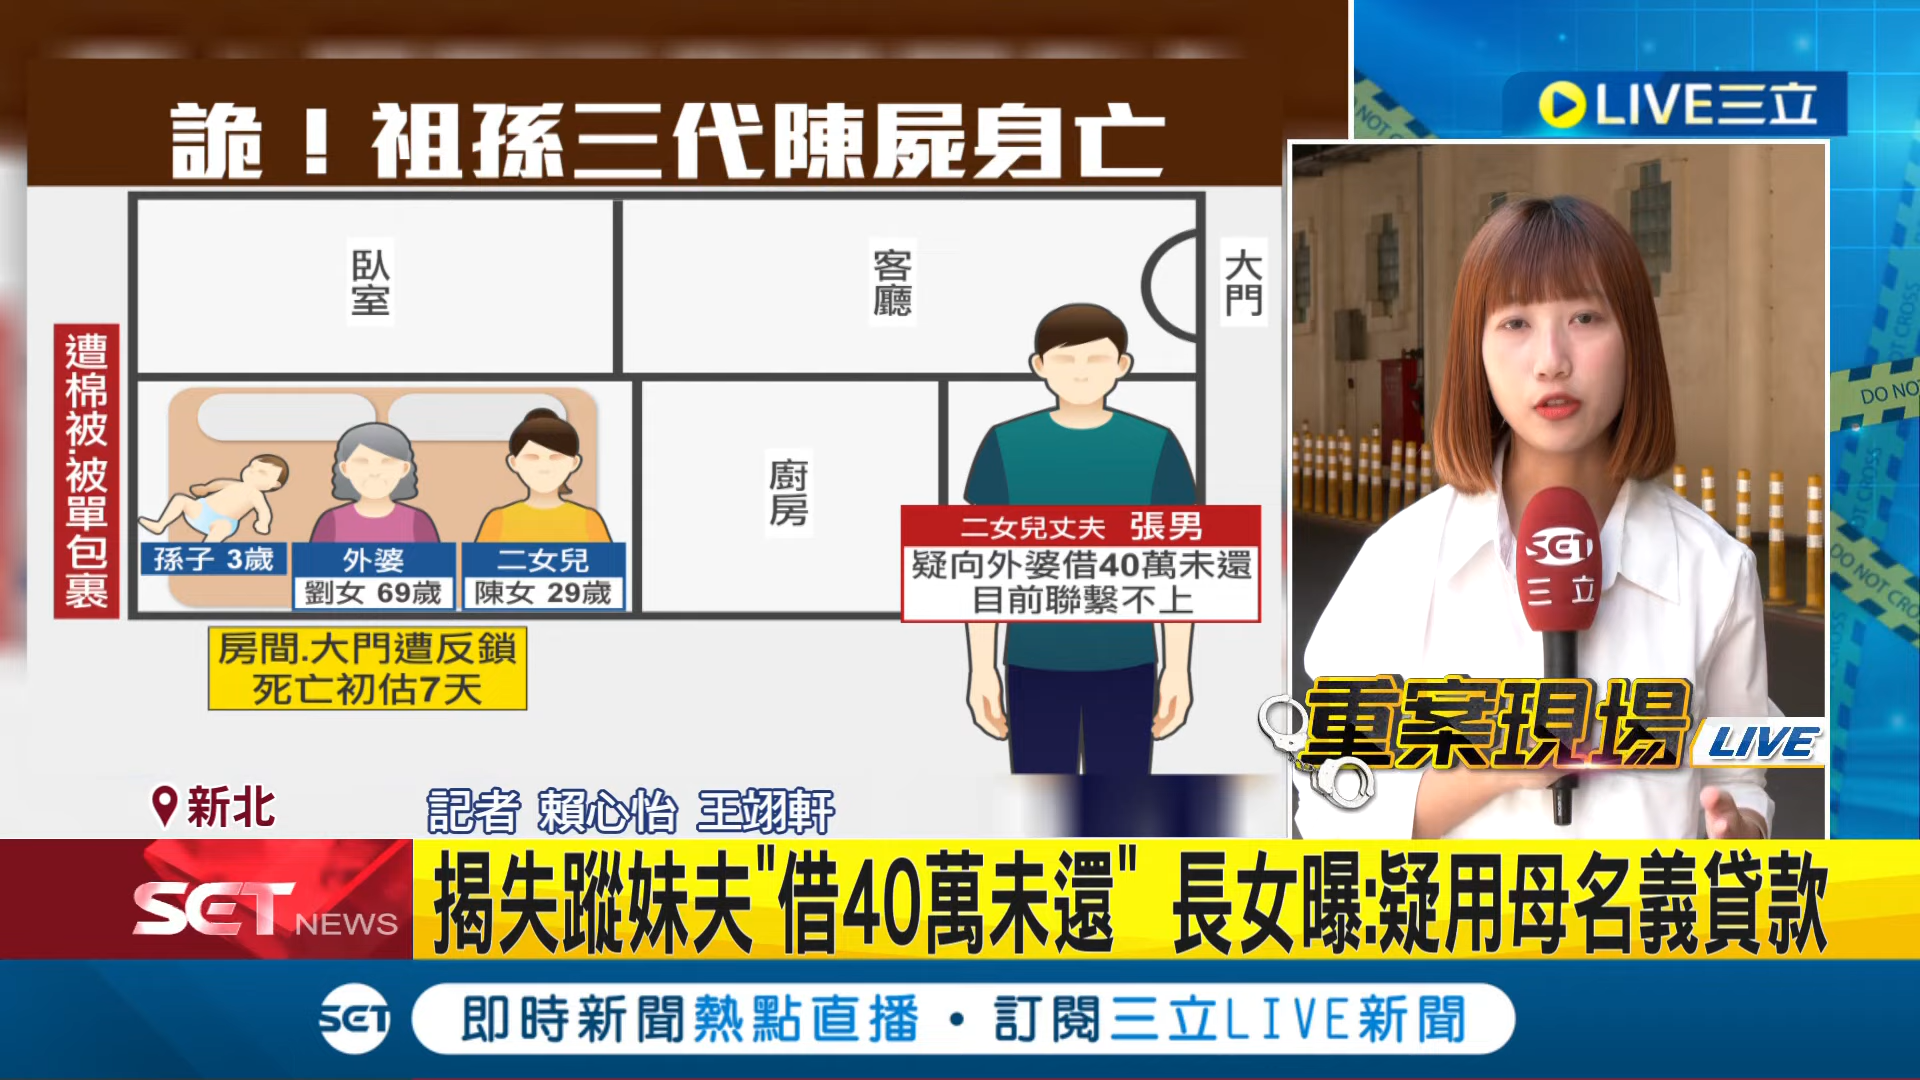 詭！祖孫三代陳屍身亡
LIVE三立
NOT C
臥室
客廳
大門
遭棉被.被單包裹
廚房
孫子 3歲
外婆
劉女 69歲
二女兒
陳女 29歲
二女兒丈夫 張男
疑向外婆借40萬未還
目前聯繫不上
房間.大門遭反鎖
死亡初估7天
SET
三立
DO NO
DO NOT CRO
重案現場
LIVE
新北
記者 賴心怡 王翊軒
SET NEWS
揭失蹤妹夫"借40萬未還" 長女曝:疑用母名義貸款
SET
即時新聞熱點直播・訂閱三立LIVE新聞